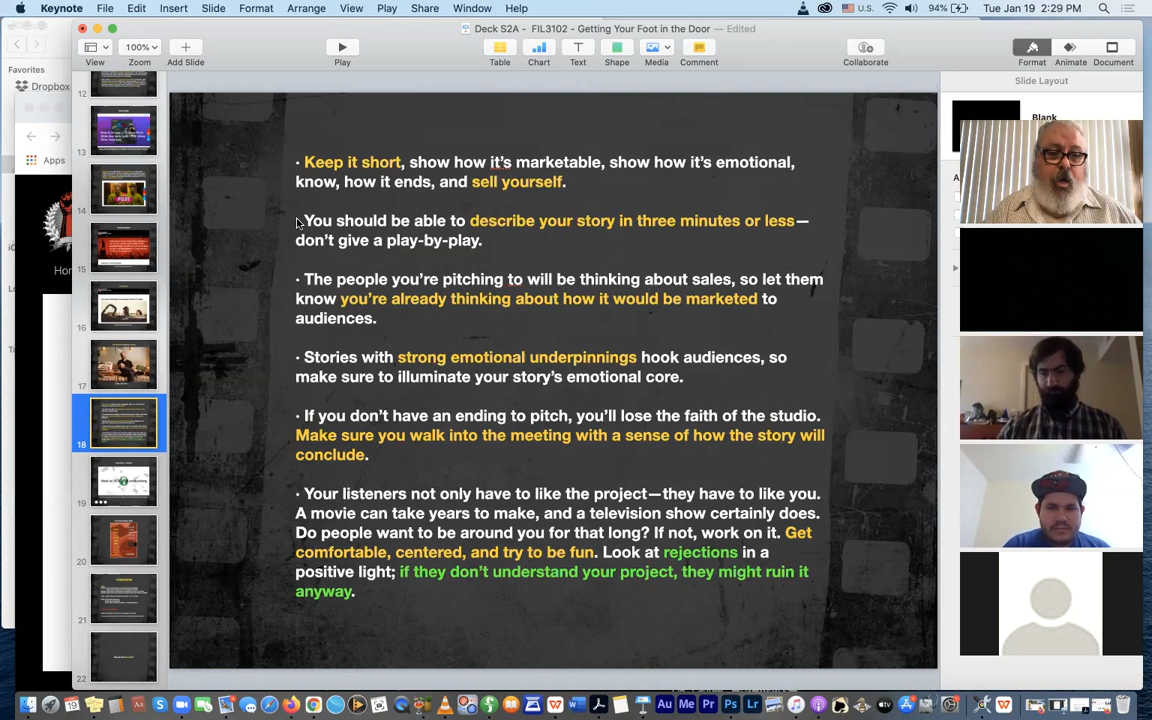 Keynote File Edit Insert Slide Format Arrange View Play Share Window Help U.S. 94% Tue Jan 19 2:29 PM
Deck S2A - FIL3102 - Getting Your Foot in the Door — Edited
100%
View Zoom Add Slide Play Table Chart Text Shape Media Comment Collaborate Format Animate Document
Favorites
Dropbox
Apps
Slide Layout
Blank
12
13
14
PILOT
15
16
17
18
19
20
21
22
· Keep it short, show how it's marketable, show how it's emotional,
know, how it ends, and sell yourself.
· You should be able to describe your story in three minutes or less—
don't give a play-by-play.
· The people you're pitching to will be thinking about sales, so let them
know you're already thinking about how it would be marketed to
audiences.
· Stories with strong emotional underpinnings hook audiences, so
make sure to illuminate your story's emotional core.
· If you don't have an ending to pitch, you'll lose the faith of the studio.
Make sure you walk into the meeting with a sense of how the story will
conclude.
· Your listeners not only have to like the project—they have to like you.
A movie can take years to make, and a television show certainly does.
Do people want to be around you for that long? If not, work on it. Get
comfortable, centered, and try to be fun. Look at rejections in a
positive light; if they don't understand your project, they might ruin it
anyway.
Au Me Pr Ps Lr